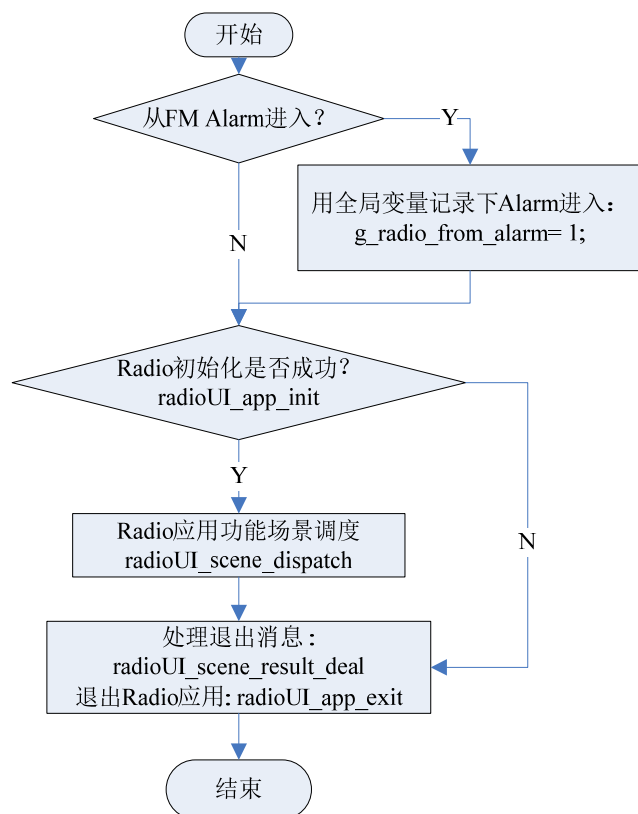 开始
从FM Alarm进入？
Y
用全局变量记录下Alarm进入：
g_radio_from_alarm= 1;
N
Radio初始化是否成功？
radioUI_app_init
Y
Radio应用功能场景调度
radioUI_scene_dispatch
N
处理退出消息：
radioUI_scene_result_deal
退出Radio应用: radioUI_app_exit
结束